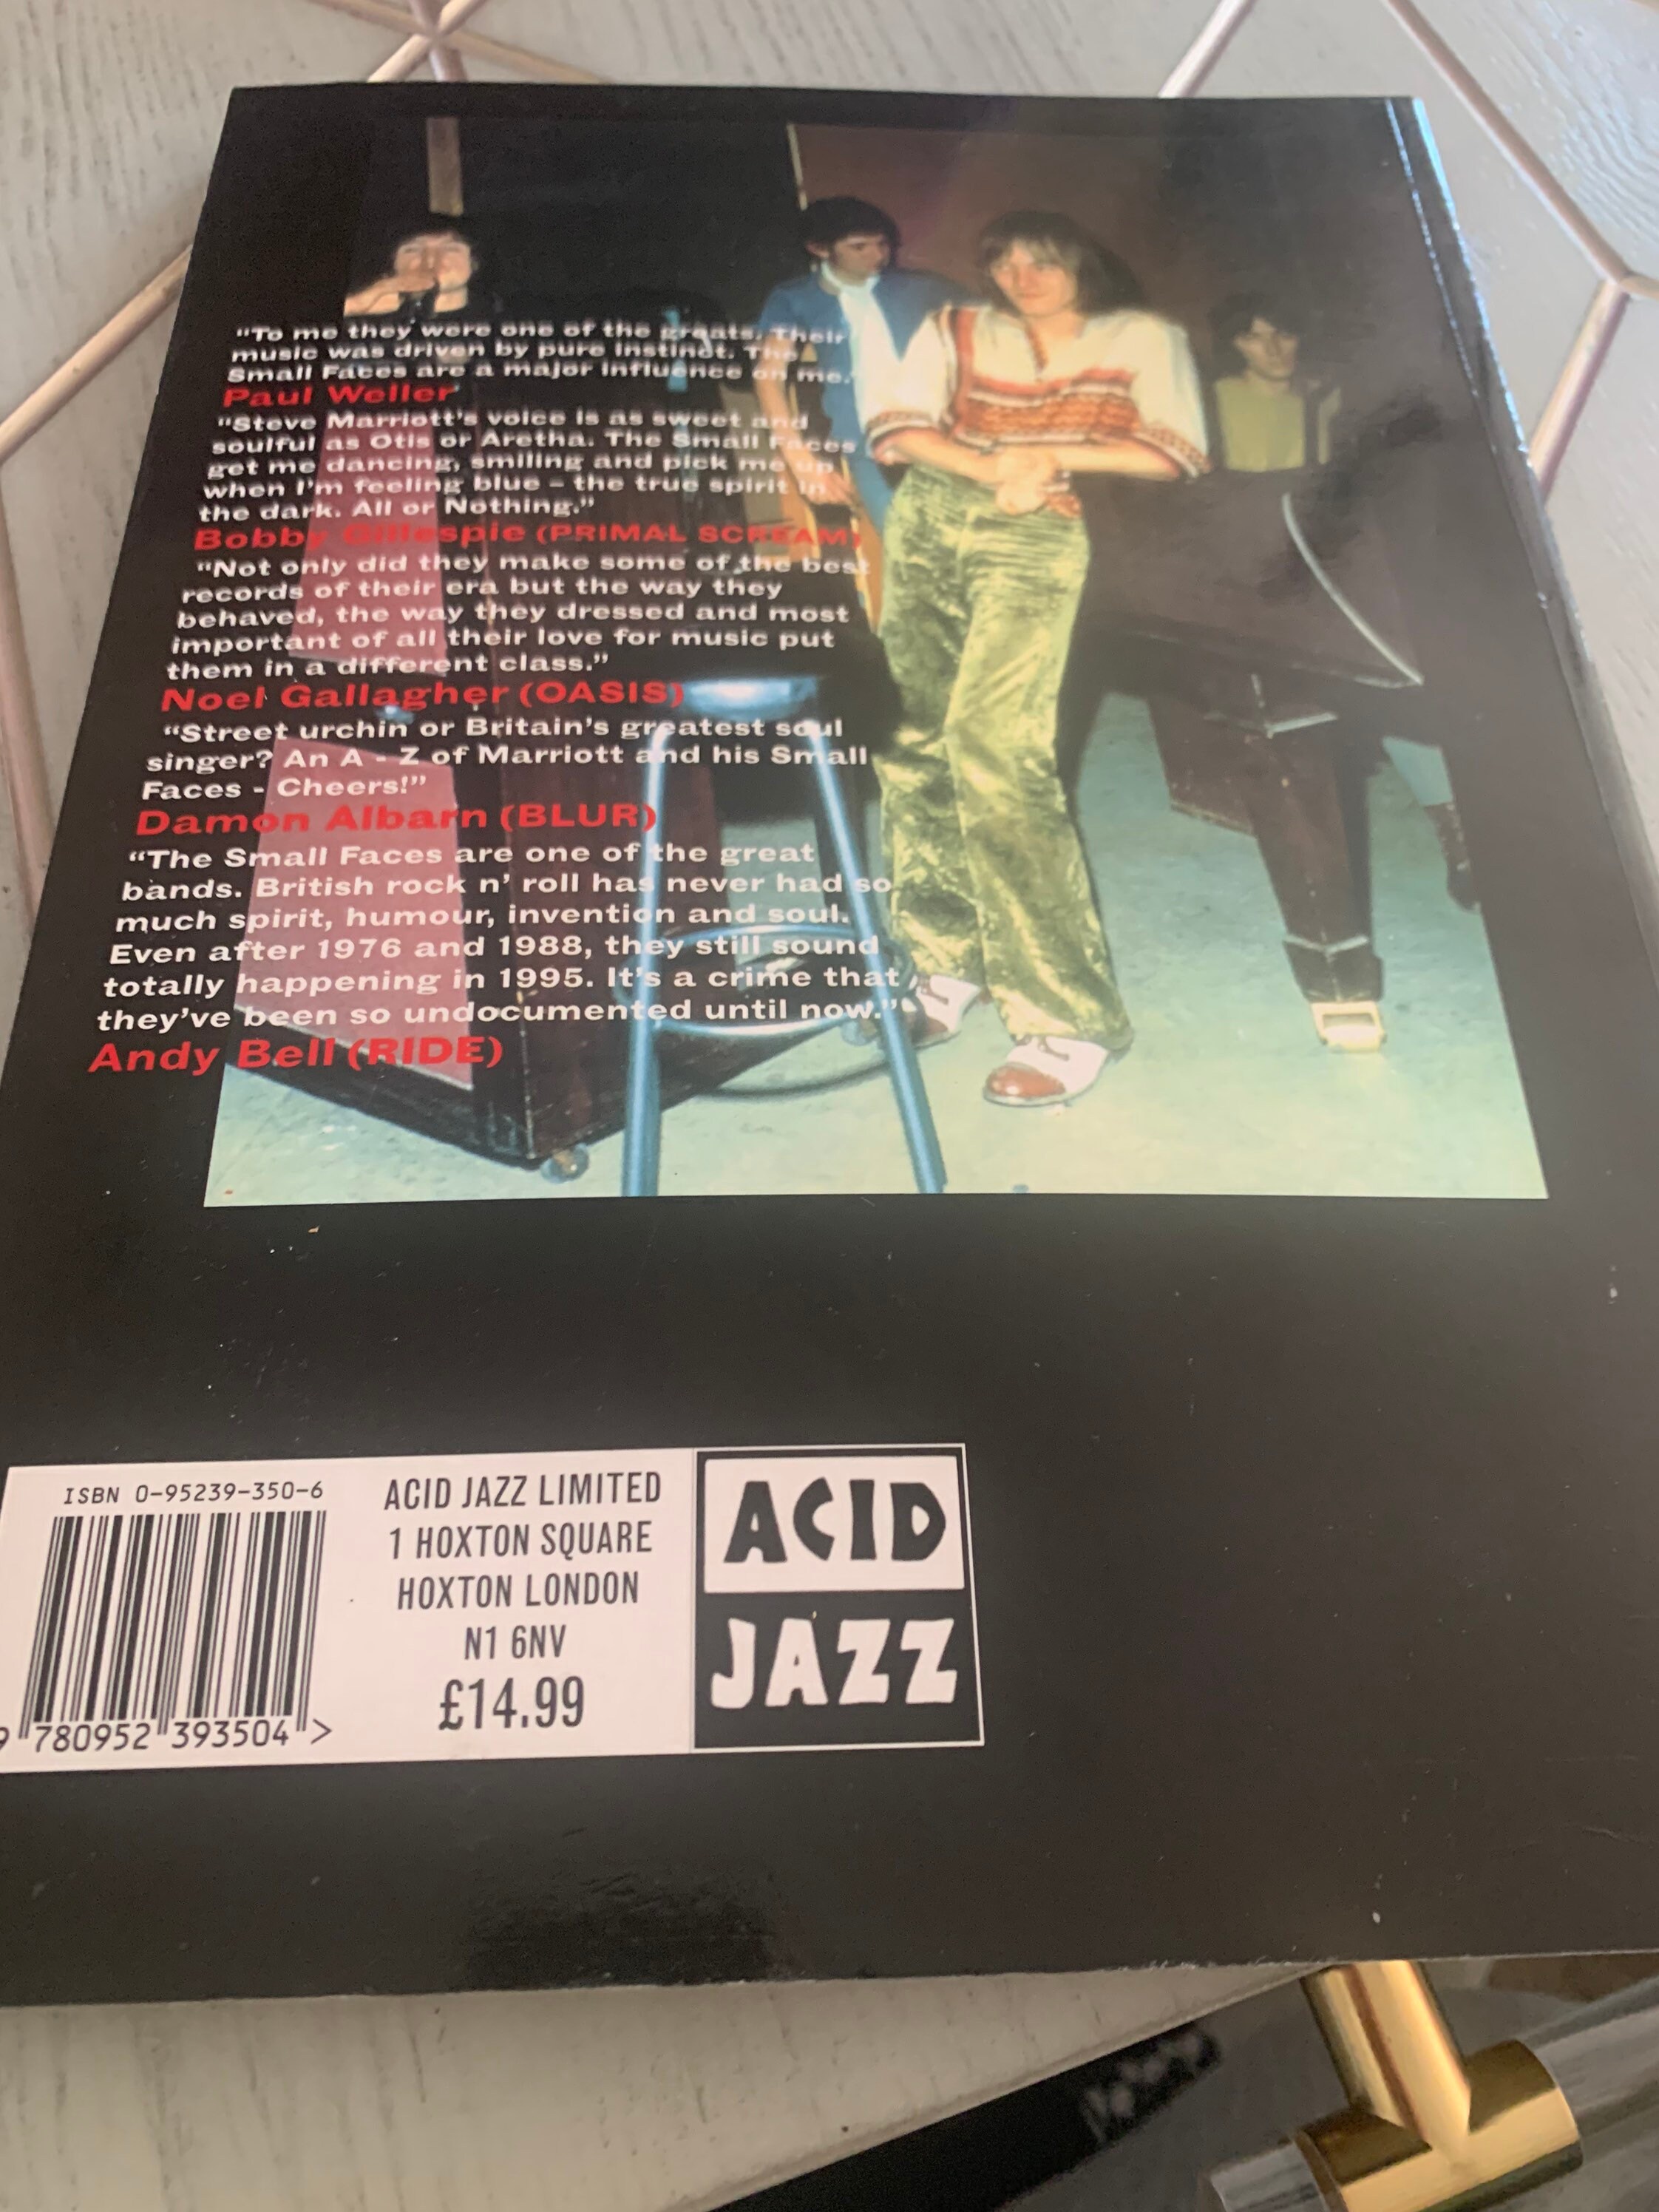 "To me they were one of the greats. Their
music was driven by pure instinct. The
Small Faces are a major influence on me."
Paul Weller
"Steve Marriott's voice is as sweet and
soulful as Otis or Aretha. The Small Faces
get me dancing, smiling and pick me up
when I'm feeling blue – the true spirit in
the dark. All or Nothing."
Bobby Gillespie (PRIMAL SCREAM)
"Not only did they make some of the best
records of their era but the way they
behaved, the way they dressed and most
important of all their love for music put
them in a different class."
Noel Gallagher (OASIS)
"Street urchin or Britain's greatest soul
singer? An A - Z of Marriott and his Small
Faces - Cheers!"
Damon Albarn (BLUR)
"The Small Faces are one of the great
bands. British rock n' roll has never had so
much spirit, humour, invention and soul.
Even after 1976 and 1988, they still sound
totally happening in 1995. It's a crime that
they've been so undocumented until now."
Andy Bell (RIDE)
ISBN 0-95239-350-6
9 780952 393504 >
ACID JAZZ LIMITED
1 HOXTON SQUARE
HOXTON LONDON
N1 6NV
£14.99
ACID
JAZZ